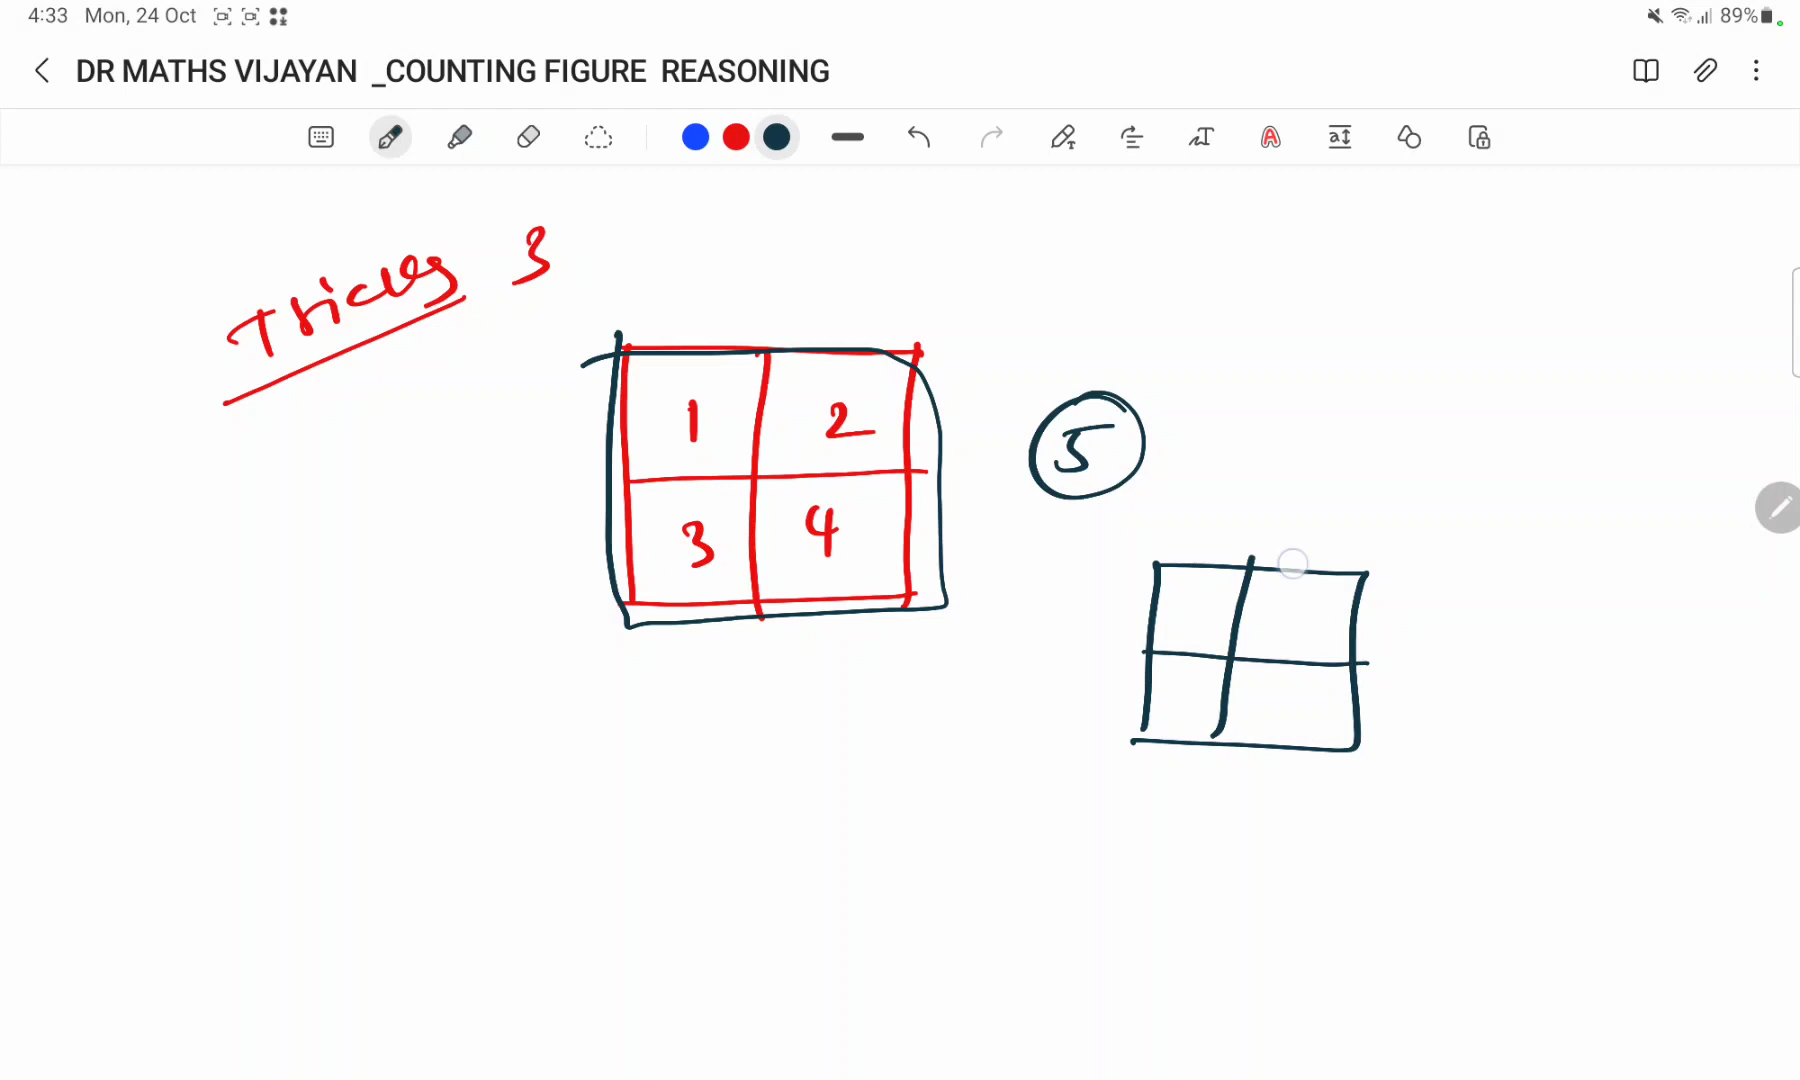 4:33 Mon, 24 Oct
89%
DR MATHS VIJAYAN _COUNTING FIGURE REASONING
Tricks 3
1 2
5
3 4